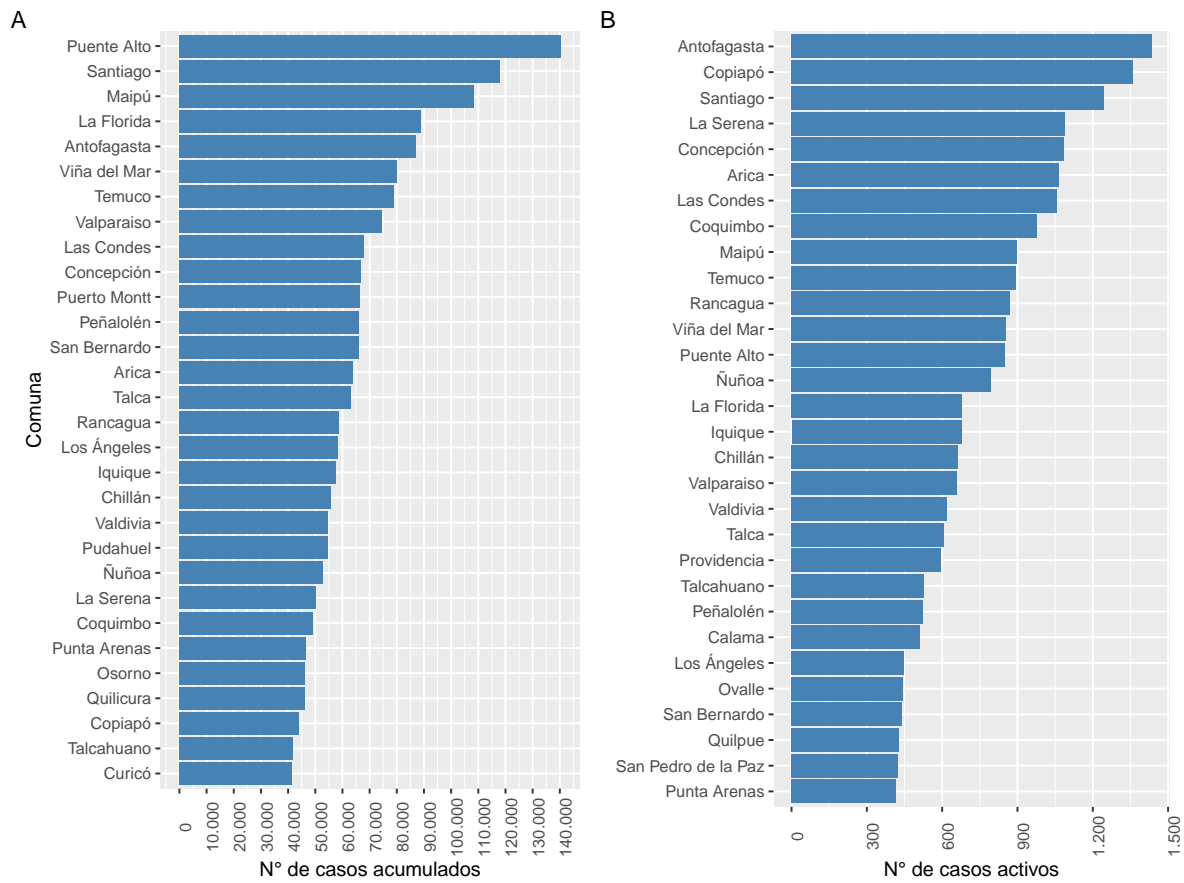 A
Comuna
Puente Alto
Santiago
Maipú
La Florida
Antofagasta
Viña del Mar
Temuco
Valparaiso
Las Condes
Concepción
Puerto Montt
Peñalolén
San Bernardo
Arica
Talca
Rancagua
Los Ángeles
Iquique
Chillán
Valdivia
Pudahuel
Ñuñoa
La Serena
Coquimbo
Punta Arenas
Osorno
Quilicura
Copiapó
Talcahuano
Curicó
0
10.000
20.000
30.000
40.000
50.000
60.000
70.000
80.000
90.000
100.000
110.000
120.000
130.000
140.000
N° de casos acumulados
B
Antofagasta
Copiapó
Santiago
La Serena
Concepción
Arica
Las Condes
Coquimbo
Maipú
Temuco
Rancagua
Viña del Mar
Puente Alto
Ñuñoa
La Florida
Iquique
Chillán
Valparaiso
Valdivia
Talca
Providencia
Talcahuano
Peñalolén
Calama
Los Ángeles
Ovalle
San Bernardo
Quilpue
San Pedro de la Paz
Punta Arenas
0
300
600
900
1.200
1.500
N° de casos activos